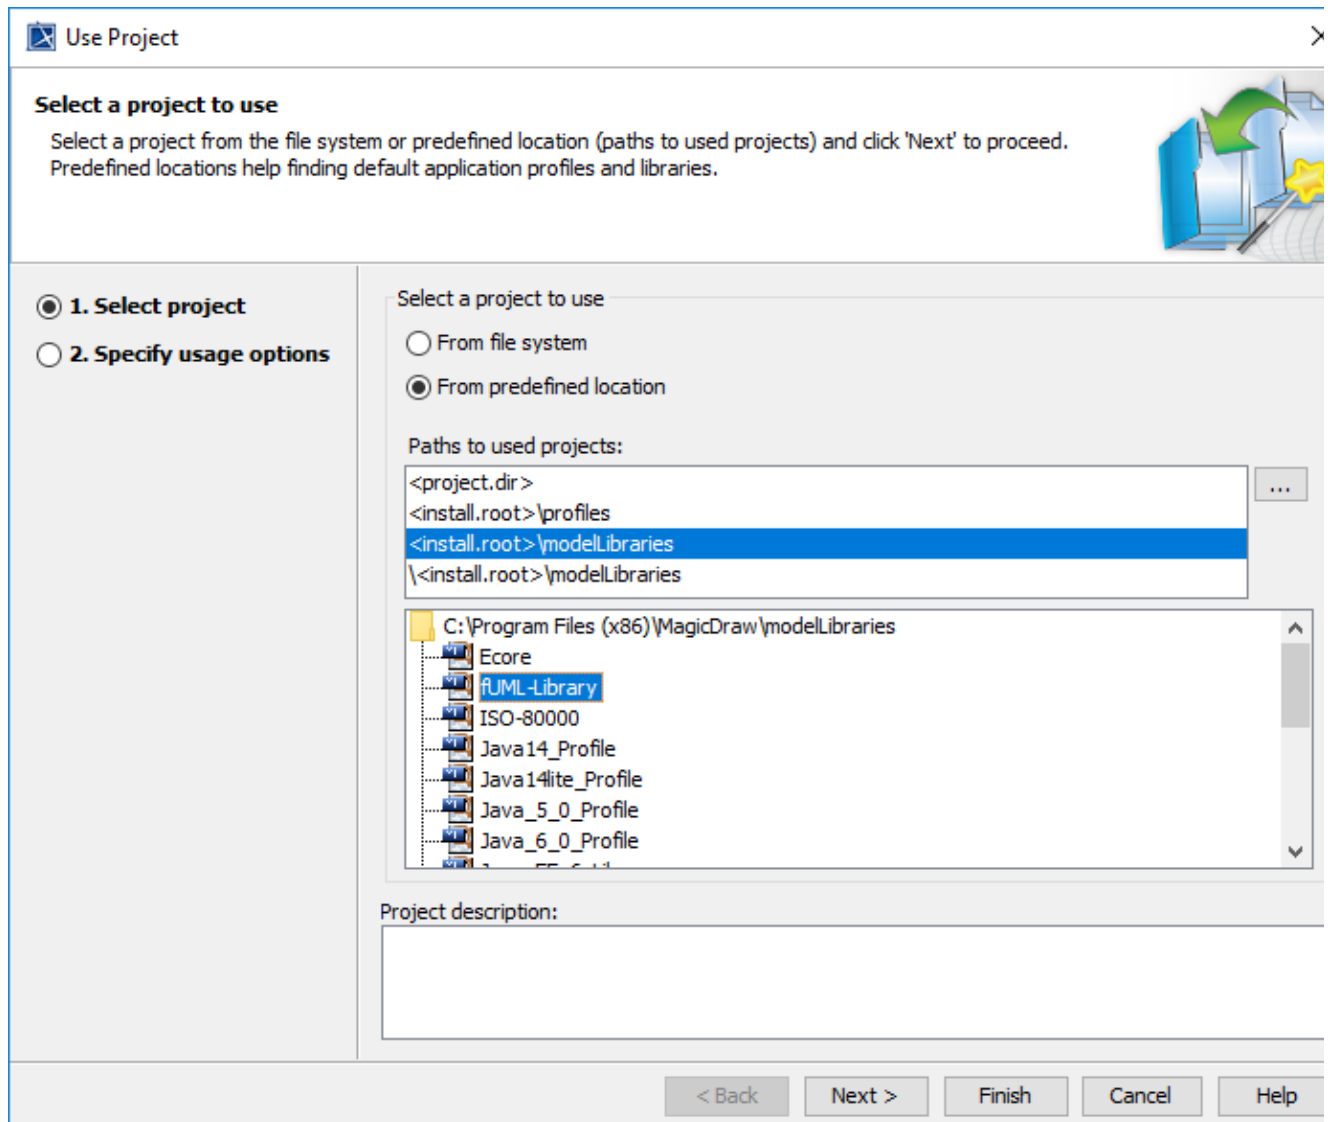 Use Project
Select a project to use
Select a project from the file system or predefined location (paths to used projects) and click 'Next' to proceed.
Predefined locations help finding default application profiles and libraries.
1. Select project
2. Specify usage options
Select a project to use
From file system
From predefined location
Paths to used projects:
<project.dir>
...
<install.root>\profiles
<install.root>\modelLibraries
\<install.root>\modelLibraries
C:\Program Files (x86)\MagicDraw\modelLibraries
Ecore
fUML-Library
ISO-80000
Java14_Profile
Java14lite_Profile
Java_5_0_Profile
Java_6_0_Profile
Project description:
< Back
Next >
Finish
Cancel
Help